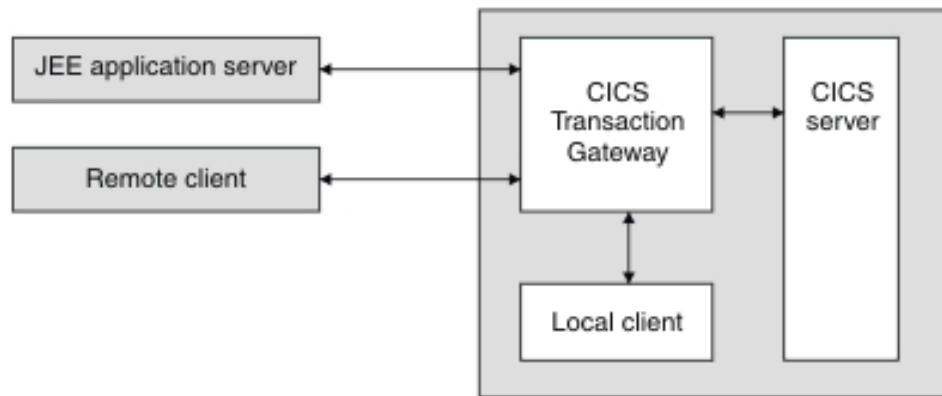 JEE application server
Remote client
CICS
Transaction
Gateway
CICS
server
Local client